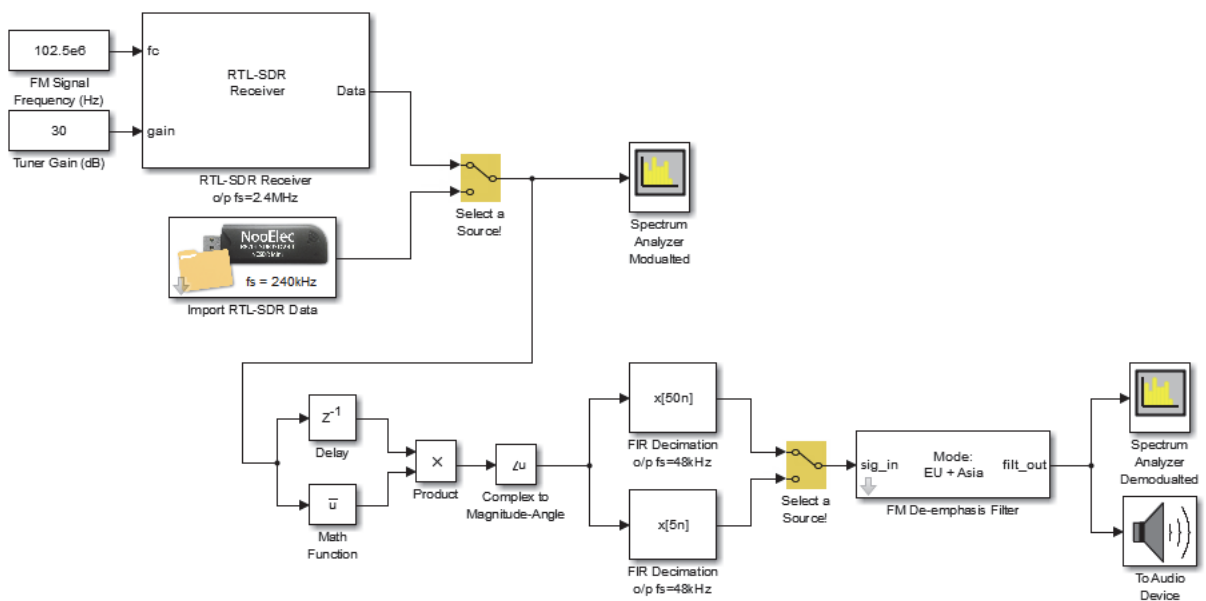 102.5e6
FM Signal
Frequency (Hz)
30
Tuner Gain (dB)
fc
gain
RTL-SDR
Receiver
Data
RTL-SDR Receiver
o/p fs=2.4MHz
Select a
Source!
NooElec
fs = 240kHz
Import RTL-SDR Data
Spectrum
Analyzer
Modualted
Z-1
Delay
u
Math
Function
×
Product
∠u
Complex to
Magnitude-Angle
x[50n]
FIR Decimation
o/p fs=48kHz
x[5n]
FIR Decimation
o/p fs=48kHz
Select a
Source!
sig_in
Mode:
EU + Asia
filt_out
FM De-emphasis Filter
Spectrum
Analyzer
Demodualted
To Audio
Device